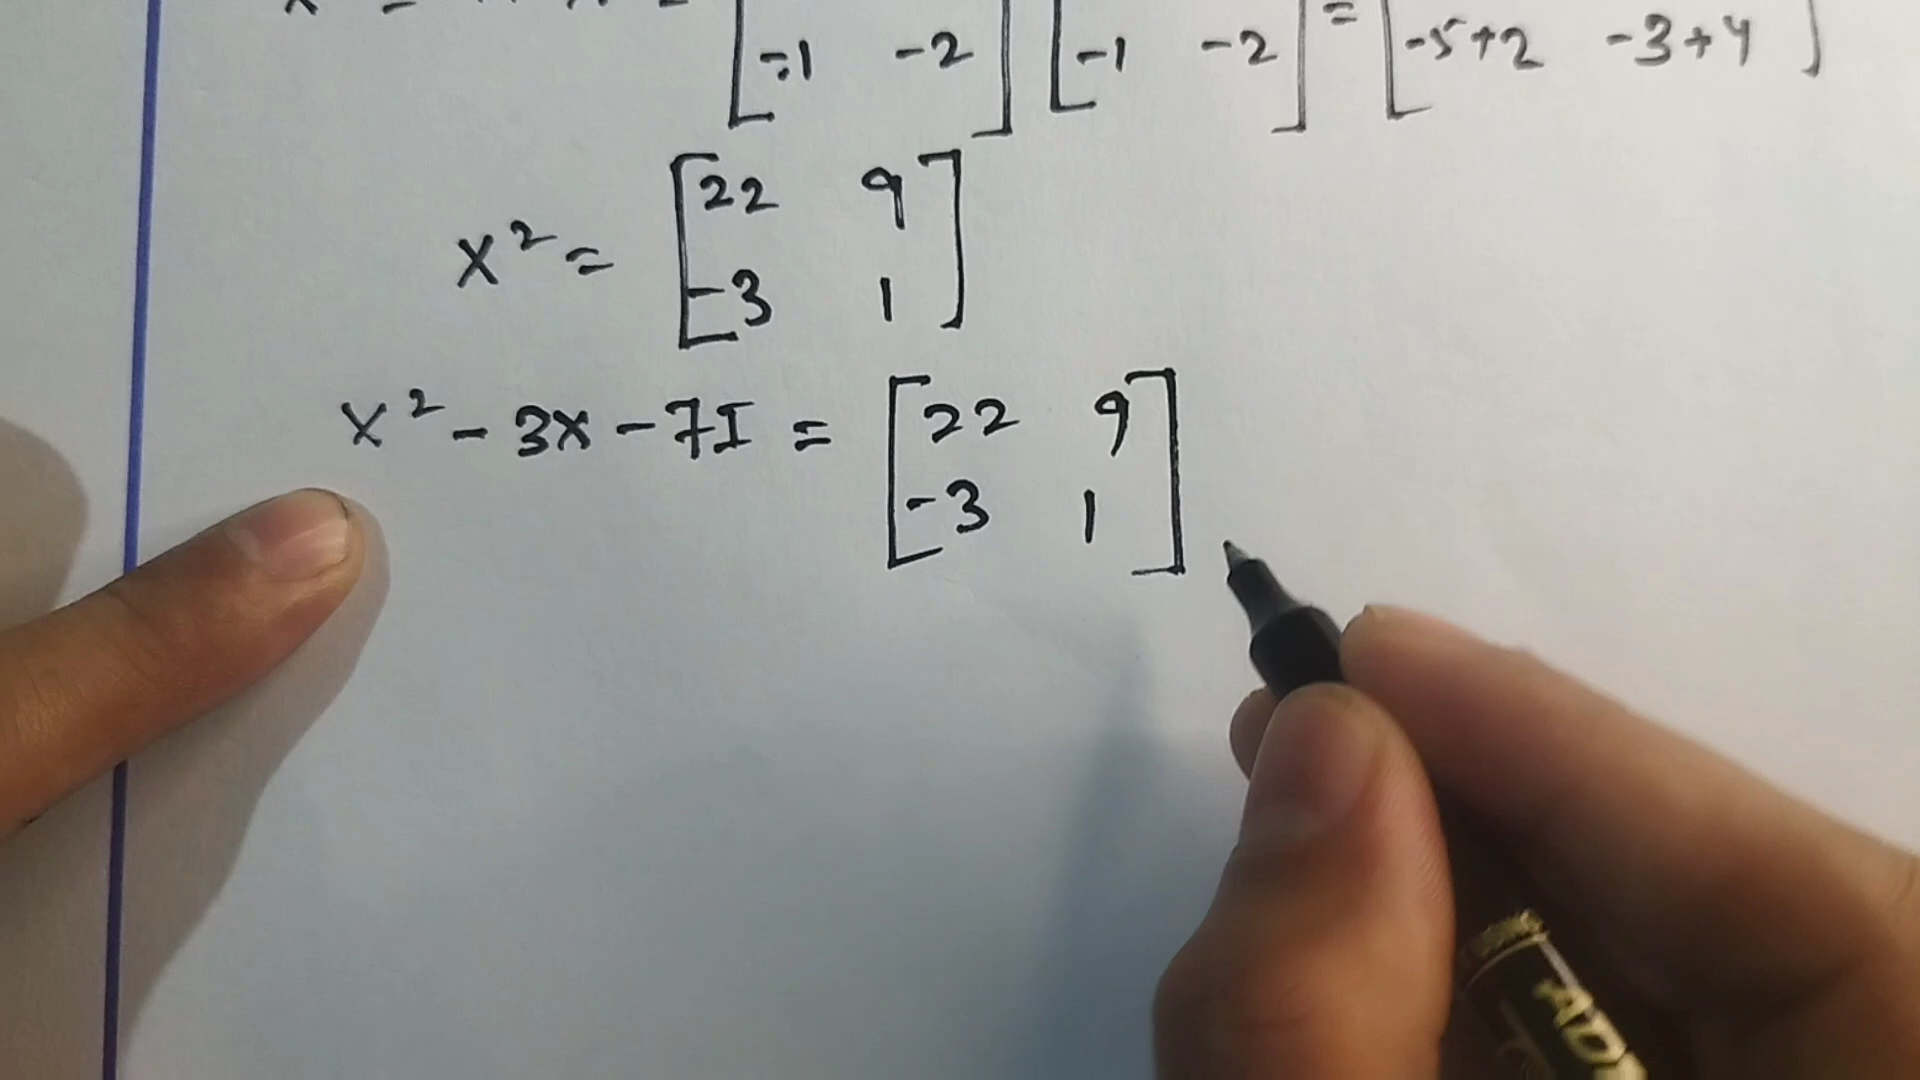 [-1 -2] [-1 -2] = [-5+2 -3+4]
X² = [22 9
-3 1]
X² - 3X - 7I = [22 9
-3 1]